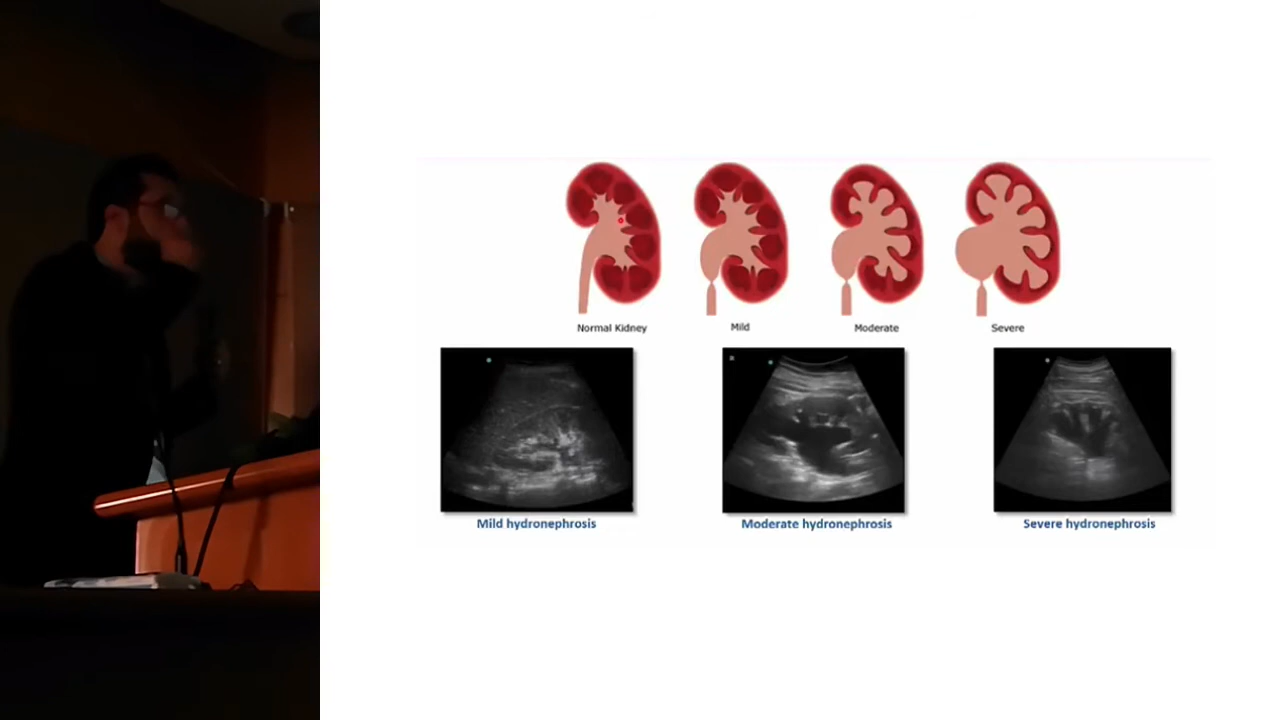 Normal Kidney
Mild
Moderate
Severe
Mild hydronephrosis
Moderate hydronephrosis
Severe hydronephrosis